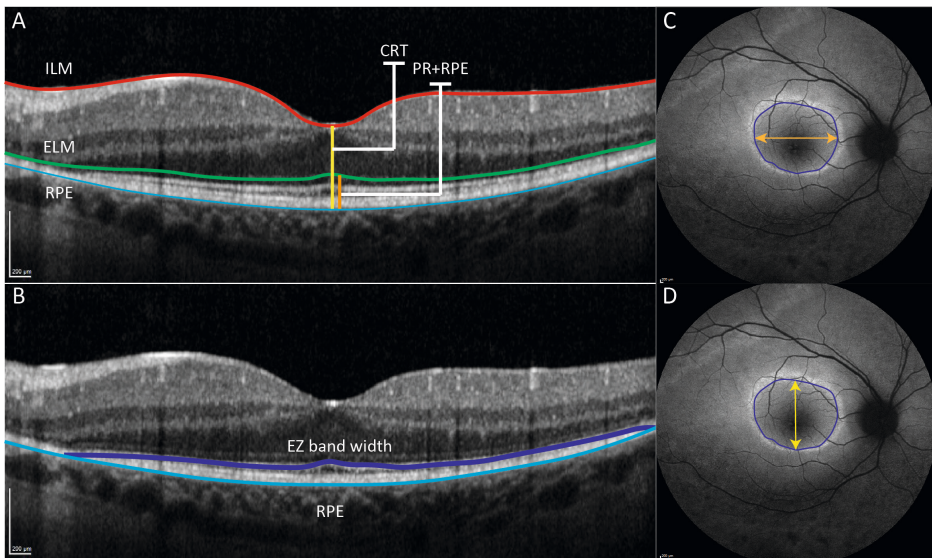 A
ILM
CRT
PR+RPE
ELM
RPE
200 µm
C
B
EZ band width
RPE
200 µm
D